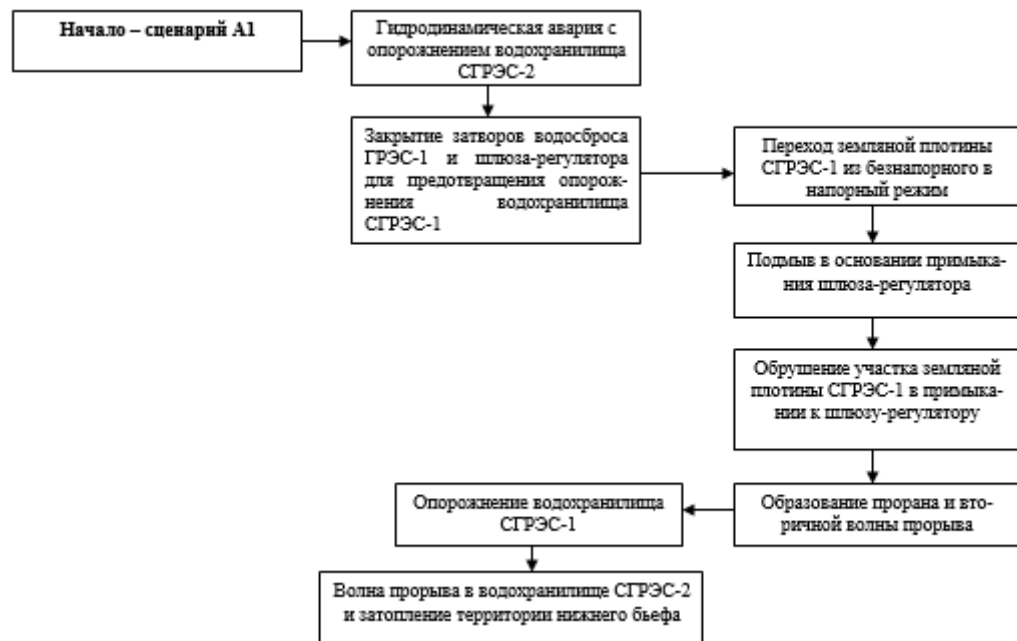 Начало – сценарий А1
Гидродинамическая авария с
опорожнением водохранилища
СГРЭС-2
Закрытие затворов водосброса
ГРЭС-1 и шлюза-регулятора
для предотвращения опорож-
нения водохранилища
СГРЭС-1
Переход земляной плотины
СГРЭС-1 из безнапорного в
напорный режим
Подмыв в основании примыка-
ния шлюза-регулятора
Обрушение участка земляной
плотины СГРЭС-1 в примыка-
нии к шлюзу-регулятору
Образование прорана и вто-
ричной волны прорыва
Опорожнение водохранилища
СГРЭС-1
Волна прорыва в водохранилище СГРЭС-2
и затопление территории нижнего бьефа